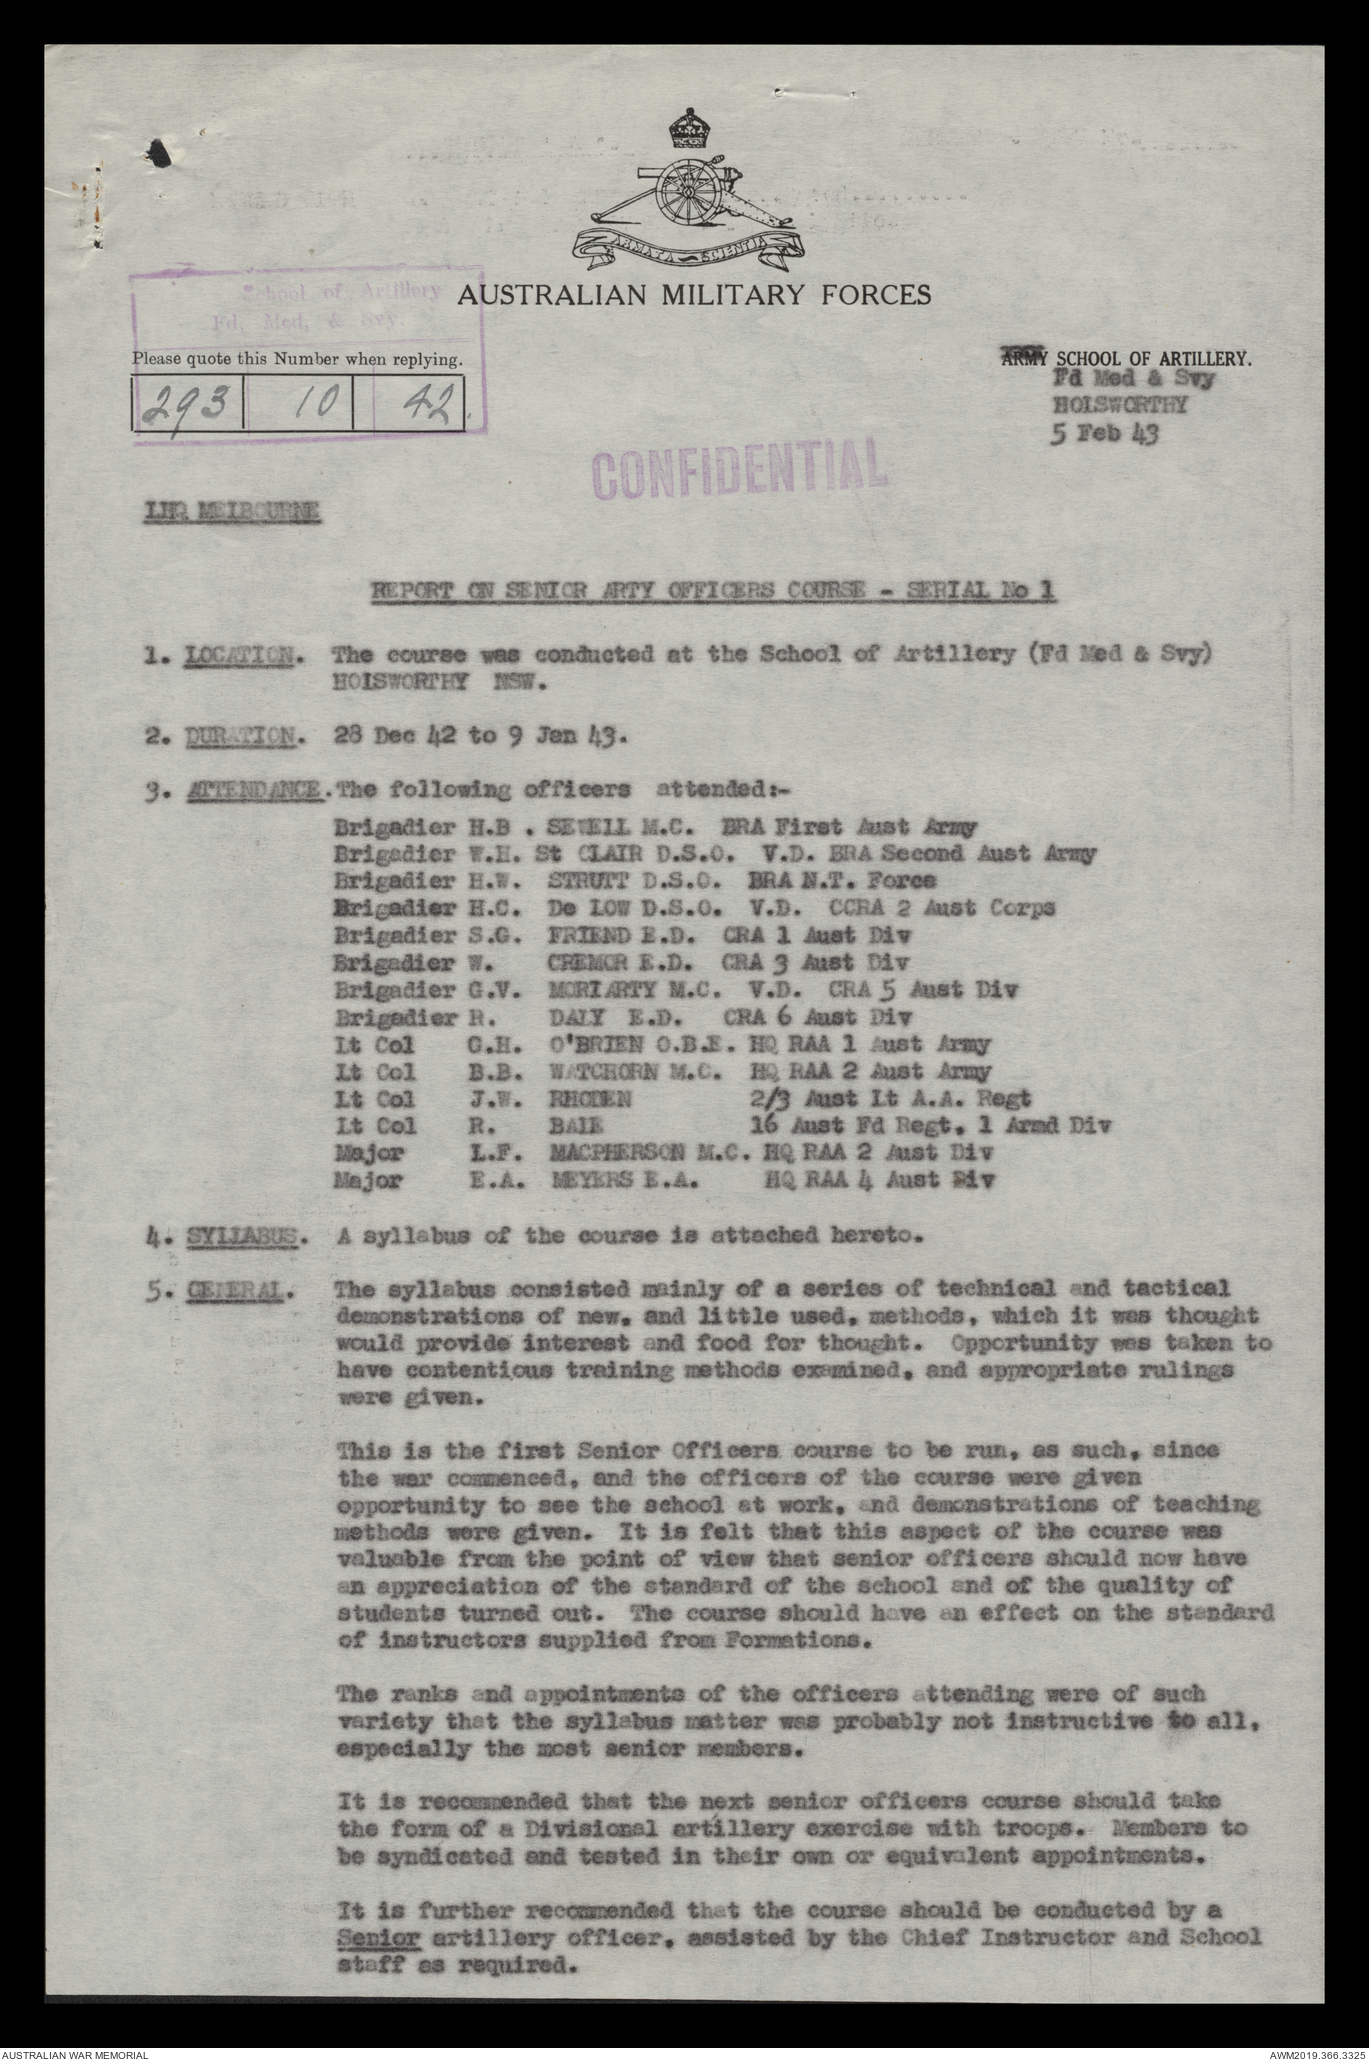 ARMATA SCIENTIA
AUSTRALIAN MILITARY FORCES
School of Artillery
Fd, Med, & Svy.
Please quote this Number when replying.
293 10 42
ARMY SCHOOL OF ARTILLERY.
Fd Med & Svy
HOLSWORTHY
5 Feb 43
CONFIDENTIAL
LHQ MELBOURNE
REPORT ON SENIOR ARTY OFFICERS COURSE - SERIAL No 1
1. LOCATION. The course was conducted at the School of Artillery (Fd Med & Svy)
HOLSWORTHY NSW.
2. DURATION. 28 Dec 42 to 9 Jan 43.
3. ATTENDANCE. The following officers attended:-
Brigadier H.B . SEWELL M.C. BRA First Aust Army
Brigadier W.H. St CLAIR D.S.O. V.D. BRA Second Aust Army
Brigadier H.W. STRUTT D.S.O. BRA N.T. Force
Brigadier H.C. De LOW D.S.O. V.D. CCRA 2 Aust Corps
Brigadier S.G. FRIEND E.D. CRA 1 Aust Div
Brigadier W. CREMOR E.D. CRA 3 Aust Div
Brigadier G.V. MORIARTY M.C. V.D. CRA 5 Aust Div
Brigadier R. DALY E.D. CRA 6 Aust Div
Lt Col G.H. O'BRIEN O.B.E. HQ RAA 1 Aust Army
Lt Col B.B. WATCHORN M.C. HQ RAA 2 Aust Army
Lt Col J.W. RHODEN 2/3 Aust Lt A.A. Regt
Lt Col R. BALE 16 Aust Fd Regt, 1 Armd Div
Major L.F. MACPHERSON M.C. HQ RAA 2 Aust Div
Major E.A. MEYERS E.A. HQ RAA 4 Aust Div
4. SYLLABUS. A syllabus of the course is attached hereto.
5. GENERAL. The syllabus consisted mainly of a series of technical and tactical
demonstrations of new, and little used, methods, which it was thought
would provide interest and food for thought. Opportunity was taken to
have contentious training methods examined, and appropriate rulings
were given.
This is the first Senior Officers course to be run, as such, since
the war commenced, and the officers of the course were given
opportunity to see the school at work, and demonstrations of teaching
methods were given. It is felt that this aspect of the course was
valuable from the point of view that senior officers should now have
an appreciation of the standard of the school and of the quality of
students turned out. The course should have an effect on the standard
of instructors supplied from Formations.
The ranks and appointments of the officers attending were of such
variety that the syllabus matter was probably not instructive to all,
especially the most senior members.
It is recommended that the next senior officers course should take
the form of a Divisional artillery exercise with troops. Members to
be syndicated and tested in their own or equivalent appointments.
It is further recommended that the course should be conducted by a
Senior artillery officer, assisted by the Chief Instructor and School
staff as required.
AUSTRALIAN WAR MEMORIAL
AWM2019.366.3325